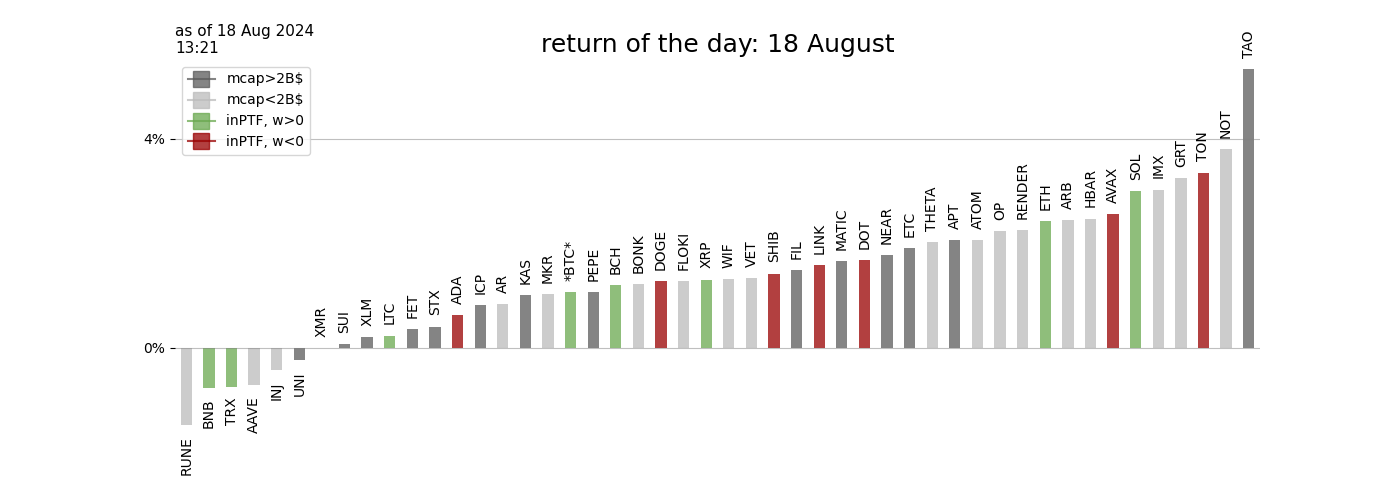 as of 18 Aug 2024
13:21
return of the day: 18 August
mcap>2B$
mcap<2B$
inPTF, w>0
inPTF, w<0
4%
0%
RUNE
BNB
TRX
AAVE
INJ
UNI
XMR
SUI
XLM
LTC
FET
STX
ADA
ICP
AR
KAS
MKR
*BTC*
PEPE
BCH
BONK
DOGE
FLOKI
XRP
WIF
VET
SHIB
FIL
LINK
MATIC
DOT
NEAR
ETC
THETA
APT
ATOM
OP
RENDER
ETH
ARB
HBAR
AVAX
SOL
IMX
GRT
TON
NOT
TAO